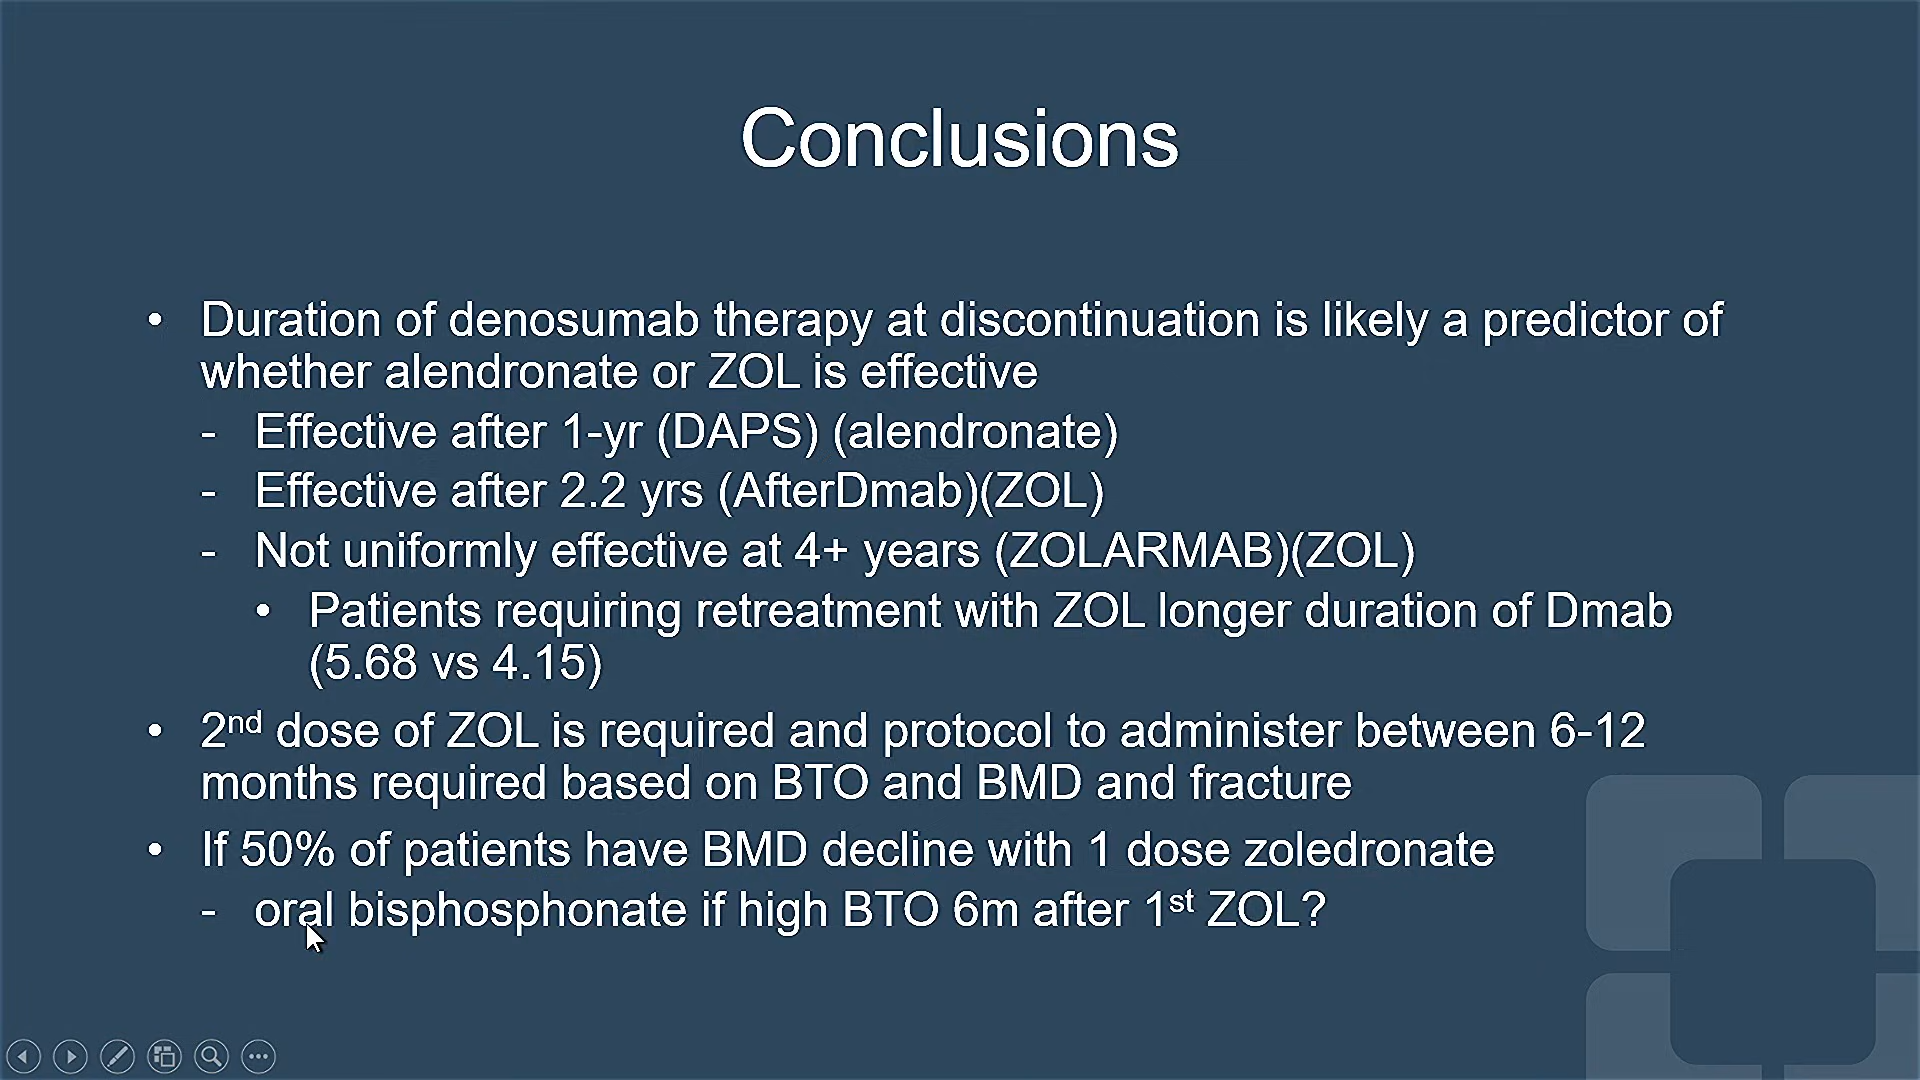 Conclusions
• Duration of denosumab therapy at discontinuation is likely a predictor of
whether alendronate or ZOL is effective
- Effective after 1-yr (DAPS) (alendronate)
- Effective after 2.2 yrs (AfterDmab)(ZOL)
- Not uniformly effective at 4+ years (ZOLARMAB)(ZOL)
• Patients requiring retreatment with ZOL longer duration of Dmab
(5.68 vs 4.15)
• 2nd dose of ZOL is required and protocol to administer between 6-12
months required based on BTO and BMD and fracture
• If 50% of patients have BMD decline with 1 dose zoledronate
- oral bisphosphonate if high BTO 6m after 1st ZOL?